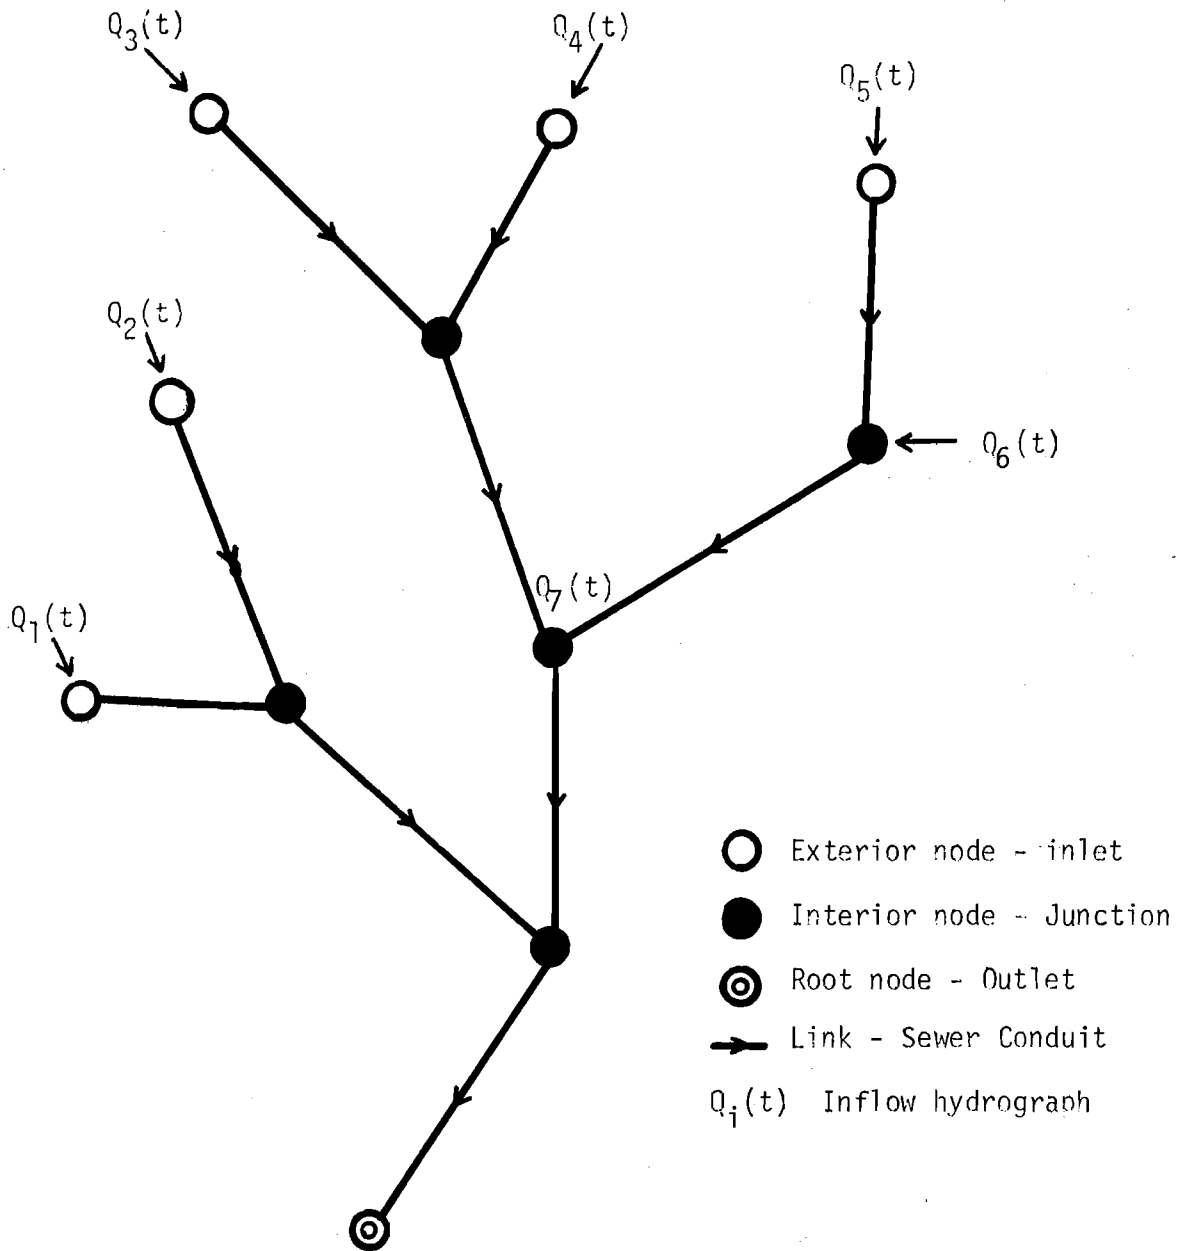 Q3(t)
Q4(t)
Q5(t)
Q2(t)
Q6(t)
Q7(t)
Q1(t)
Exterior node - inlet
Interior node - Junction
Root node - Outlet
Link - Sewer Conduit
Qi(t) Inflow hydrograph